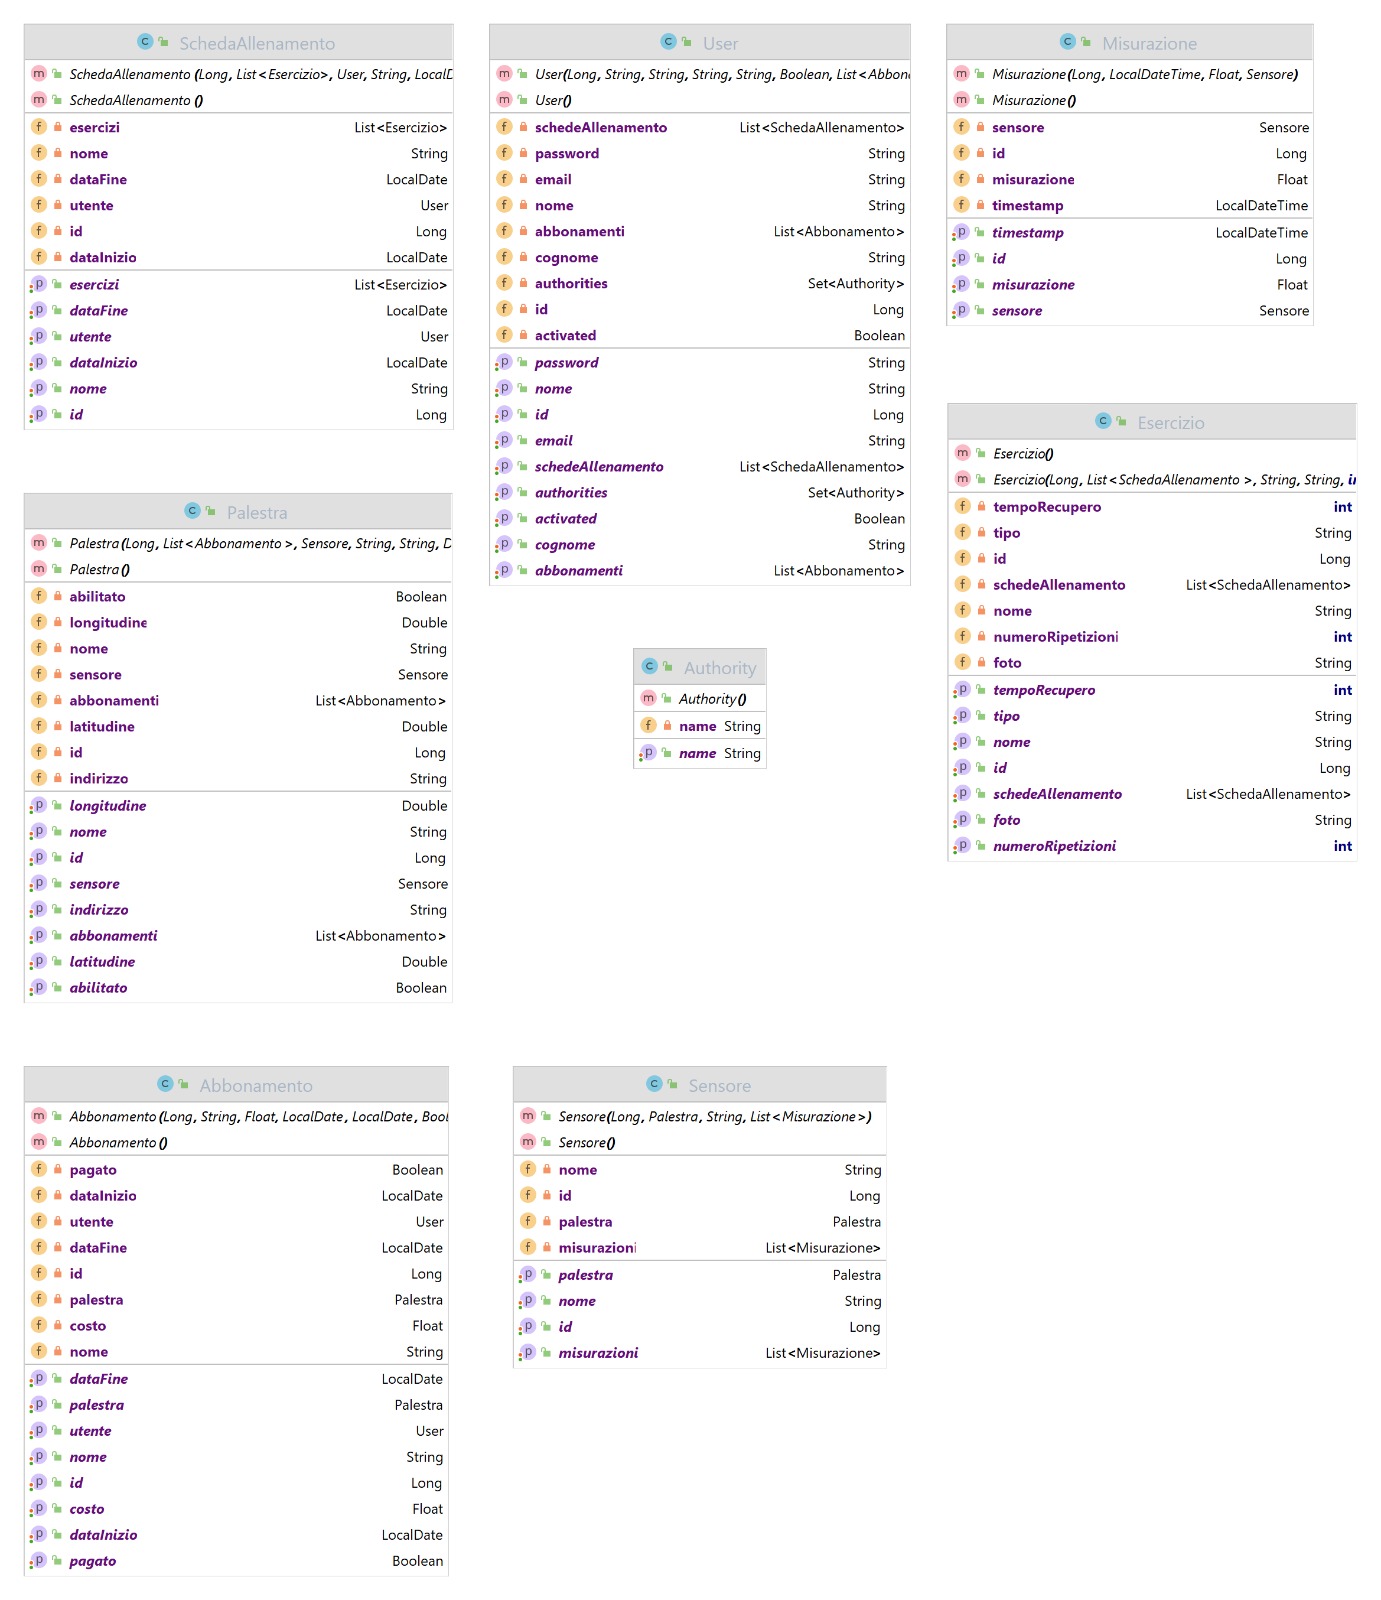 SchedaAllenamento
SchedaAllenamento(Long, List<Esercizio>, User, String, LocalD
SchedaAllenamento()
esercizi List<Esercizio>
nome String
dataFine LocalDate
utente User
id Long
dataInizio LocalDate
esercizi List<Esercizio>
dataFine LocalDate
utente User
dataInizio LocalDate
nome String
id Long
User
User(Long, String, String, String, String, Boolean, List<Abbon
User()
schedeAllenamento List<SchedaAllenamento>
password String
email String
nome String
abbonamenti List<Abbonamento>
cognome String
authorities Set<Authority>
id Long
activated Boolean
password String
nome String
id Long
email String
schedeAllenamento List<SchedaAllenamento>
authorities Set<Authority>
activated Boolean
cognome String
abbonamenti List<Abbonamento>
Misurazione
Misurazione(Long, LocalDateTime, Float, Sensore)
Misurazione()
sensore Sensore
id Long
misurazione Float
timestamp LocalDateTime
timestamp LocalDateTime
id Long
misurazione Float
sensore Sensore
Esercizio
Esercizio()
Esercizio(Long, List<SchedaAllenamento>, String, String, in
tempoRecupero int
tipo String
id Long
schedeAllenamento List<SchedaAllenamento>
nome String
numeroRipetizioni int
foto String
tempoRecupero int
tipo String
nome String
id Long
schedeAllenamento List<SchedaAllenamento>
foto String
numeroRipetizioni int
Palestra
Palestra(Long, List<Abbonamento>, Sensore, String, String, D
Palestra()
abilitato Boolean
longitudine Double
nome String
sensore Sensore
abbonamenti List<Abbonamento>
latitudine Double
id Long
indirizzo String
longitudine Double
nome String
id Long
sensore Sensore
indirizzo String
abbonamenti List<Abbonamento>
latitudine Double
abilitato Boolean
Authority
Authority()
name String
name String
Abbonamento
Abbonamento(Long, String, Float, LocalDate, LocalDate, Bool
Abbonamento()
pagato Boolean
dataInizio LocalDate
utente User
dataFine LocalDate
id Long
palestra Palestra
costo Float
nome String
dataFine LocalDate
palestra Palestra
utente User
nome String
id Long
costo Float
dataInizio LocalDate
pagato Boolean
Sensore
Sensore(Long, Palestra, String, List<Misurazione>)
Sensore()
nome String
id Long
palestra Palestra
misurazioni List<Misurazione>
palestra Palestra
nome String
id Long
misurazioni List<Misurazione>